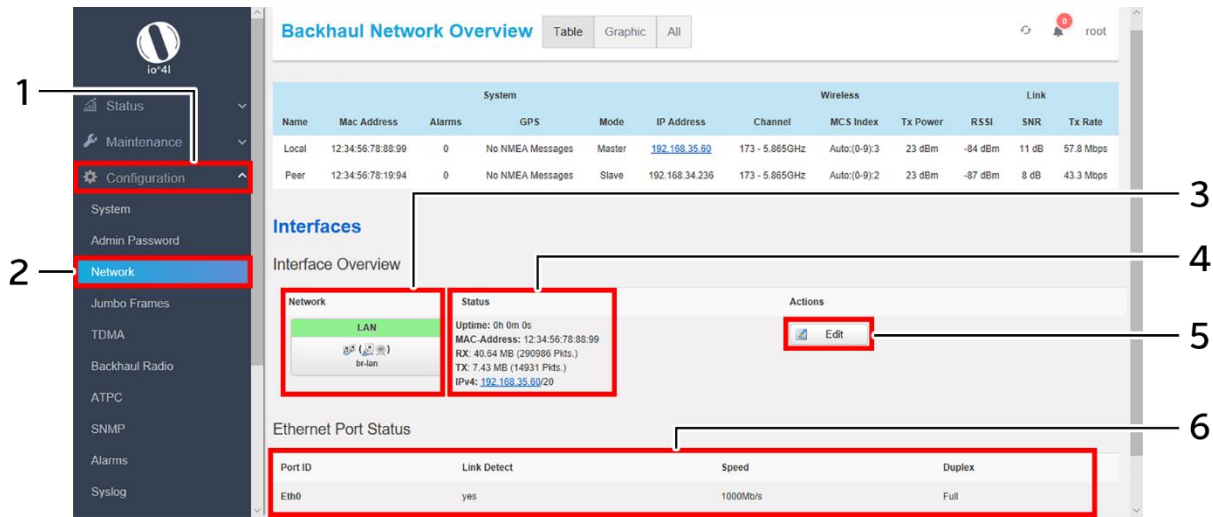 Backhaul Network Overview Table Graphic All
0
root
io°4l
1
Status
Maintenance
Configuration
System
Admin Password
2
Network
Jumbo Frames
TDMA
Backhaul Radio
ATPC
SNMP
Alarms
Syslog
System Wireless Link
Name Mac Address Alarms GPS Mode IP Address Channel MCS Index Tx Power RSSI SNR Tx Rate
Local 12:34:56:78:88:99 0 No NMEA Messages Master 192.168.35.60 173 - 5.865GHz Auto:(0-9):3 23 dBm -84 dBm 11 dB 57.8 Mbps
Peer 12:34:56:78:19:94 0 No NMEA Messages Slave 192.168.34.236 173 - 5.865GHz Auto:(0-9):2 23 dBm -87 dBm 8 dB 43.3 Mbps
3
Interfaces
4
Interface Overview
Network Status Actions
LAN
br-lan
Uptime: 0h 0m 0s
MAC-Address: 12:34:56:78:88:99
RX: 40.64 MB (290986 Pkts.)
TX: 7.43 MB (14931 Pkts.)
IPv4: 192.168.35.60/20
Edit
5
Ethernet Port Status
6
Port ID Link Detect Speed Duplex
Eth0 yes 1000Mb/s Full